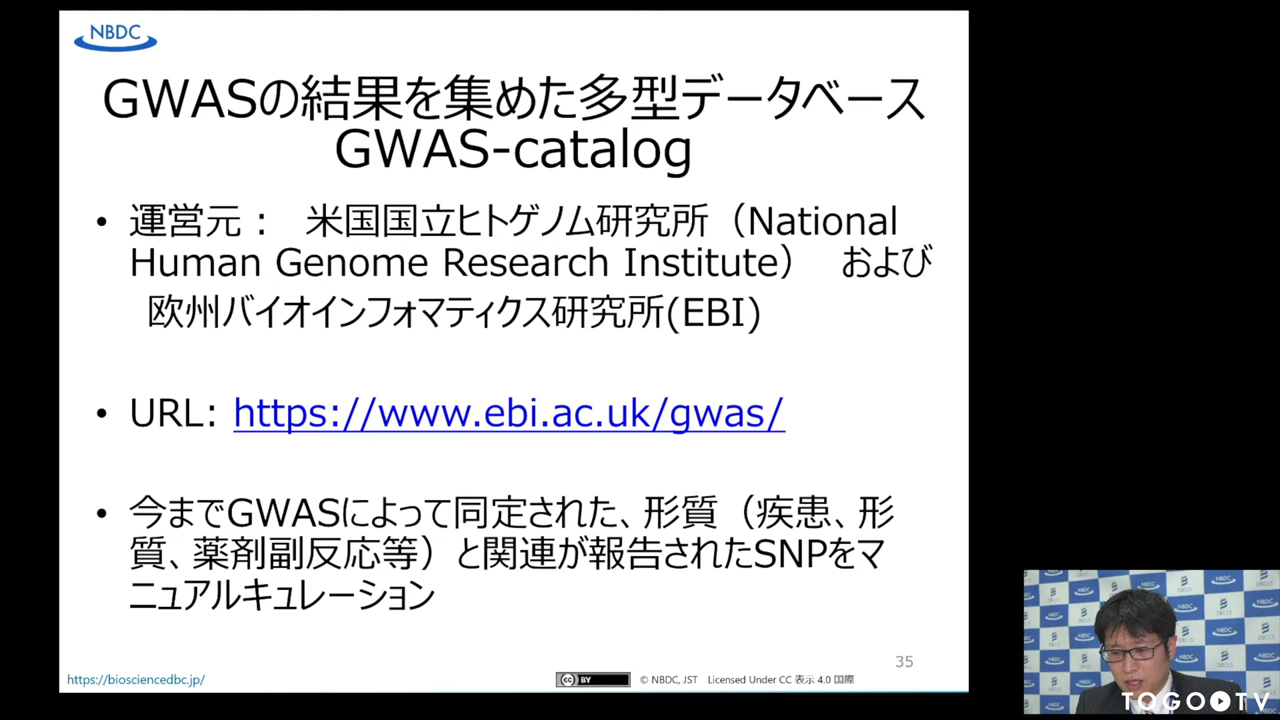 NBDC
GWASの結果を集めた多型データベース
GWAS-catalog
• 運営元： 米国国立ヒトゲノム研究所（National
Human Genome Research Institute） および
欧州バイオインフォマティクス研究所(EBI)
• URL: https://www.ebi.ac.uk/gwas/
• 今までGWASによって同定された、形質（疾患、形
質、薬剤副反応等）と関連が報告されたSNPをマ
ニュアルキュレーション
35
https://biosciencedbc.jp/
cc BY
© NBDC, JST Licensed Under CC 表示 4.0 国際
NBDC
DBCLS
TOGOTV